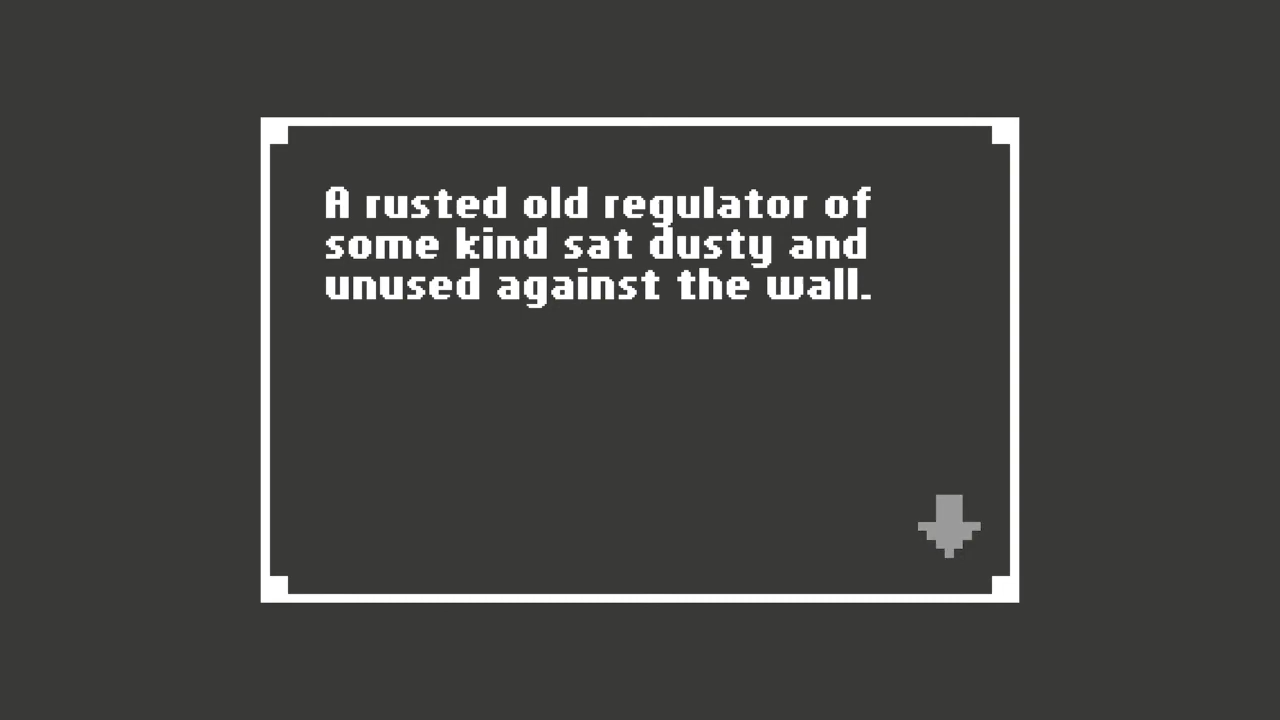 A rusted old regulator of
some kind sat dusty and
unused against the wall.